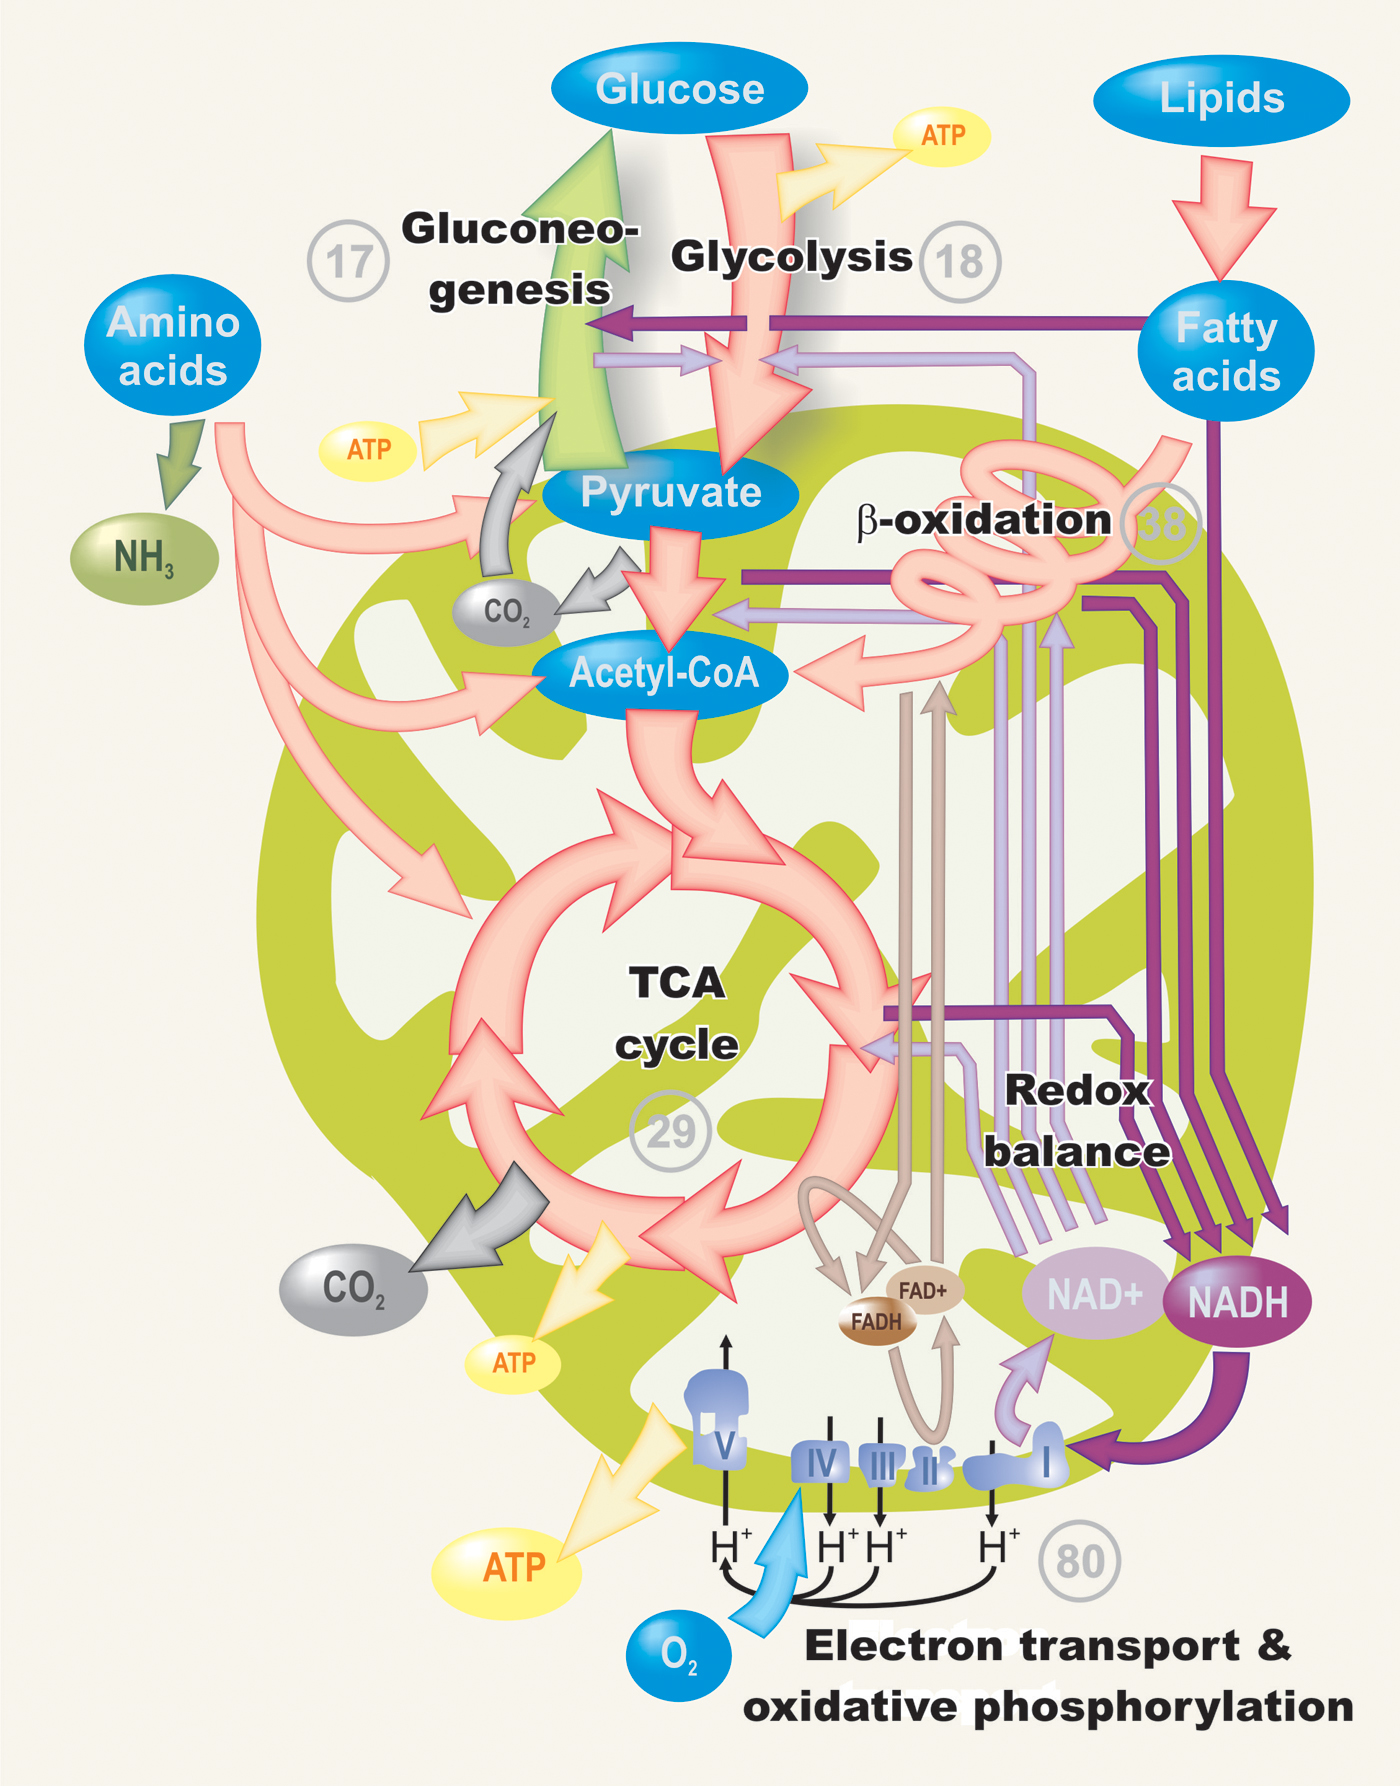 Glucose
Lipids
ATP
Gluconeo-
genesis
17
Glycolysis
18
Amino
acids
Fatty
acids
ATP
NH3
Pyruvate
β-oxidation
38
CO2
Acetyl-CoA
TCA
cycle
29
Redox
balance
CO2
ATP
FAD+
FADH
NAD+
NADH
V
IV
III
II
I
H+
H+
H+
H+
80
ATP
O2
Electron transport &
oxidative phosphorylation